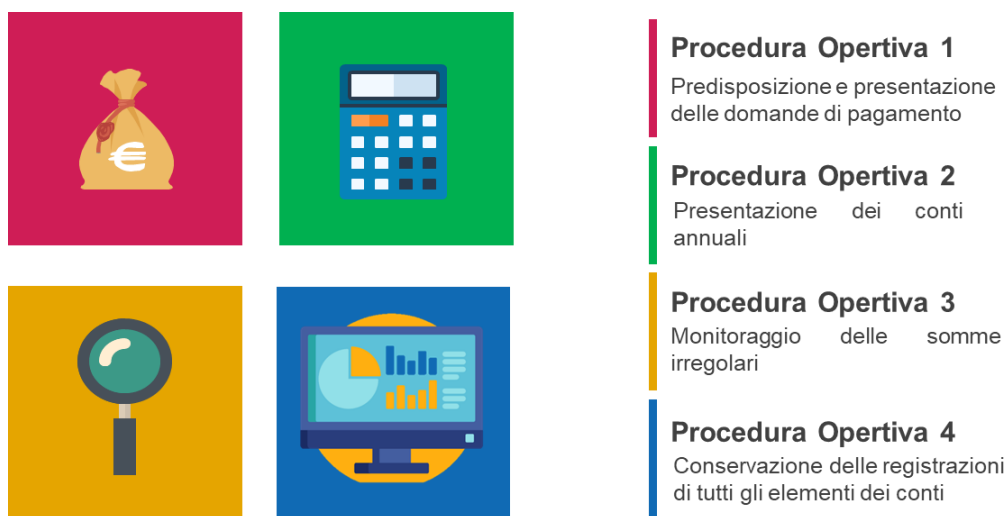 Procedura Opertiva 1
Predisposizione e presentazione
delle domande di pagamento
Procedura Opertiva 2
Presentazione dei conti
annuali
Procedura Opertiva 3
Monitoraggio delle somme
irregolari
Procedura Opertiva 4
Conservazione delle registrazioni
di tutti gli elementi dei conti
€